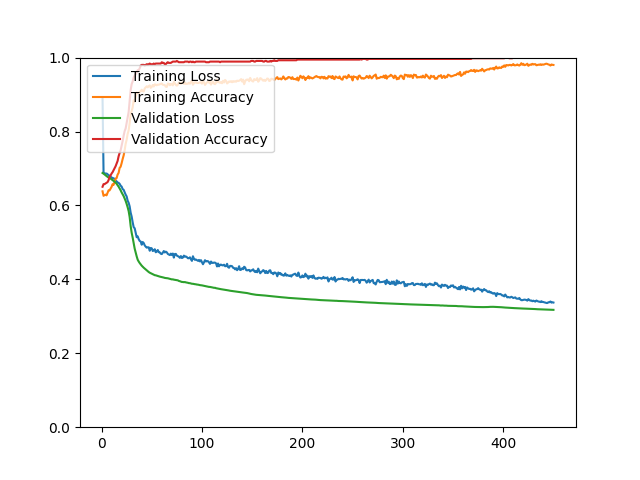 1.0
0.8
0.6
0.4
0.2
0.0
Training Loss
Training Accuracy
Validation Loss
Validation Accuracy
0 100 200 300 400